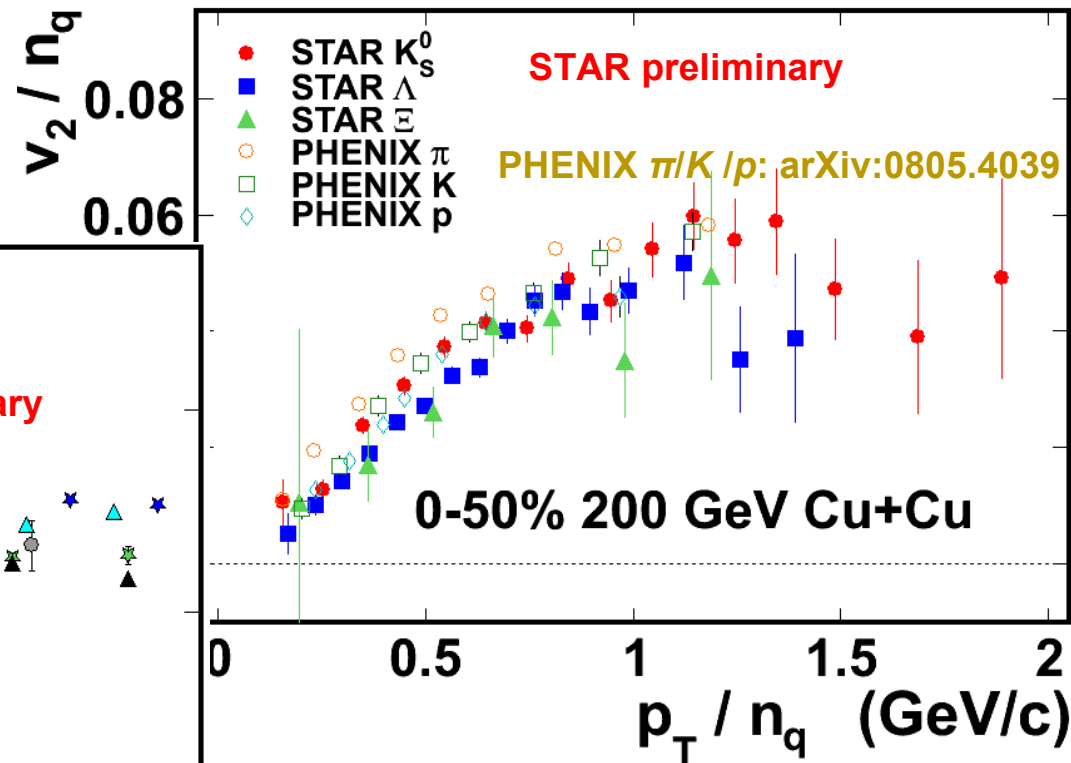 v2 / nq
0.08
0.06
STAR K0S
STAR Λ
STAR Ξ
PHENIX π
PHENIX K
PHENIX p
STAR preliminary
PHENIX π/K /p: arXiv:0805.4039
0-50% 200 GeV Cu+Cu
0 0.5 1 1.5 2
pT / nq (GeV/c)
ary